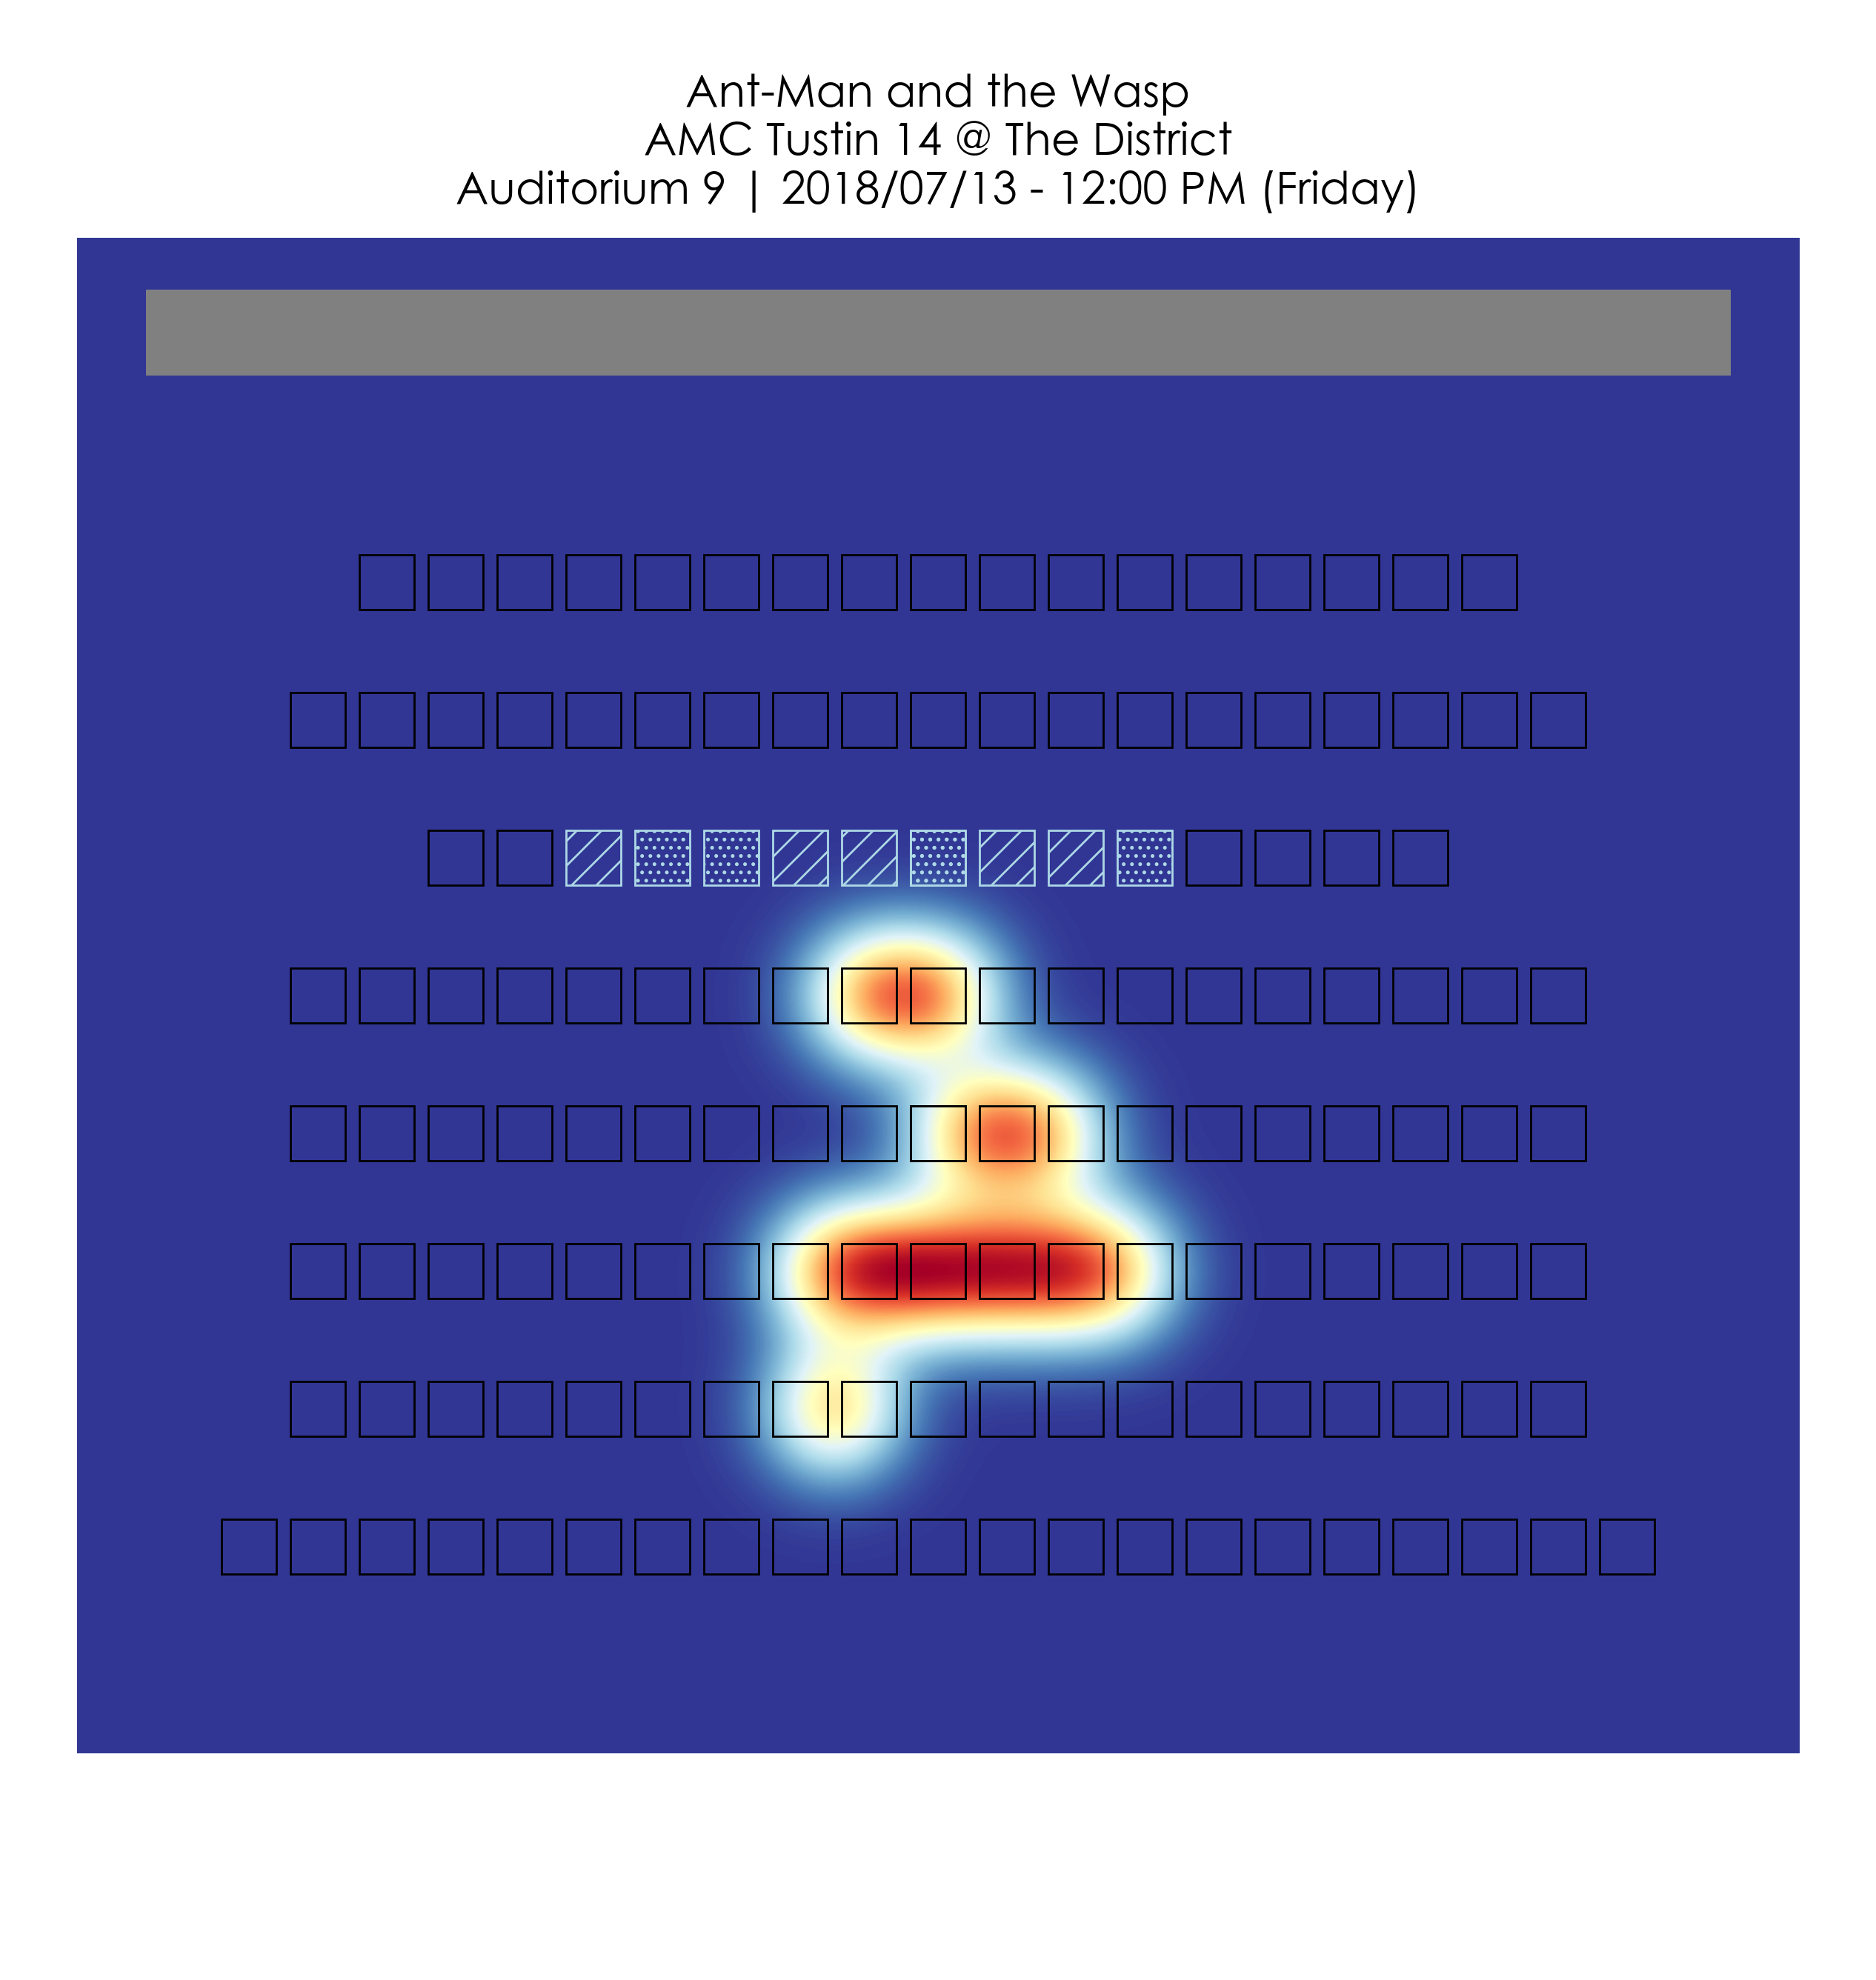 Ant-Man and the Wasp
AMC Tustin 14 @ The District
Auditorium 9 | 2018/07/13 - 12:00 PM (Friday)